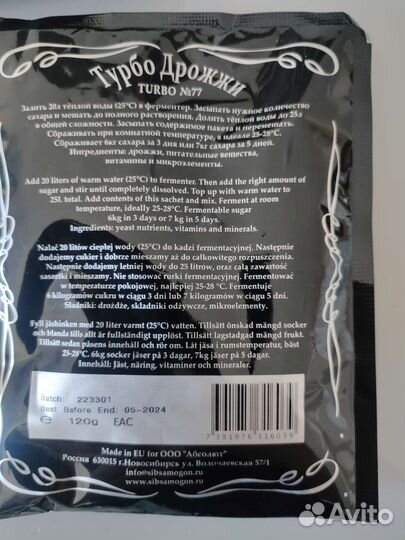 Турбо Дрожжи
TURBO №77
Залить 20л тёплой воды (25°C) в ферментер. Засыпать нужное количество
сахара и мешать до полного растворения. Долить тёплой воды до 25л
в общей сложности. Засыпать содержимое пакета и перемешать.
Сбраживать при комнатной температуре, в идеале 25-28°C.
Сбраживает 6кг сахара за 3 дня или 7кг сахара за 5 дней.
Ингредиенты: дрожжи, питательные вещества,
витамины и микроэлементы.
Add 20 liters of warm water (25°C) to fermenter. Then add the right amount of
sugar and stir until completely dissolved. Top up with warm water to
25L total. Add contents of this sachet and mix. Ferment at room
temperature, ideally 25-28°C. Fermentable sugar
6kg in 3 days or 7 kg in 5 days.
Ingredients: yeast nutrients, vitamins and minerals.
Nalać 20 litów cieplej wody (25°C) do kadzi fermentacyjnej. Następnie
dodajemy cukier i dobrze mieszamy aż do całkowitego rozpuszczenia.
Następnie dodajemy letniej wody do 25 litrów, oraz całą zawartość
saszetki i mieszamy. Nie stosować rurki fermentacyjnej. Fermentować
w temperaturze pokojowej, najlepiej 25-28°C. Fermentuje
6 kilogramów cukru w ciągu 3 dni lub 7 kilogramów w ciągu 5 dni.
Składniki: drożdże, składniki odżywcze, mikroelementy.
Fyll jäshinken med 20 liter varmt (25°C) vatten. Tillsätt önskad mängd socker
och blanda tills allt är fullständigt upplöst. Tillsätt lagstadgad mängd frukt.
Tillsätt sedan påsens innehåll och rör om. Låt jäsa i rumstemperatur, bäst
25-28°C. 6kg socker jäser på 3 dagar, 7kg jäser på 5 dagar.
Innehåll: Jäst, näring, vitaminer och mineraler.
Batch: 223301
Best Before End: 05-2024
e 120g EAC
7 391976 316039
Made in EU for ООО "Абсолют"
Россия 630015 г.Новосибирск ул. Волочаевская 57/1
info@sibsamogon.ru
www.sibsamogon.ru
Avito